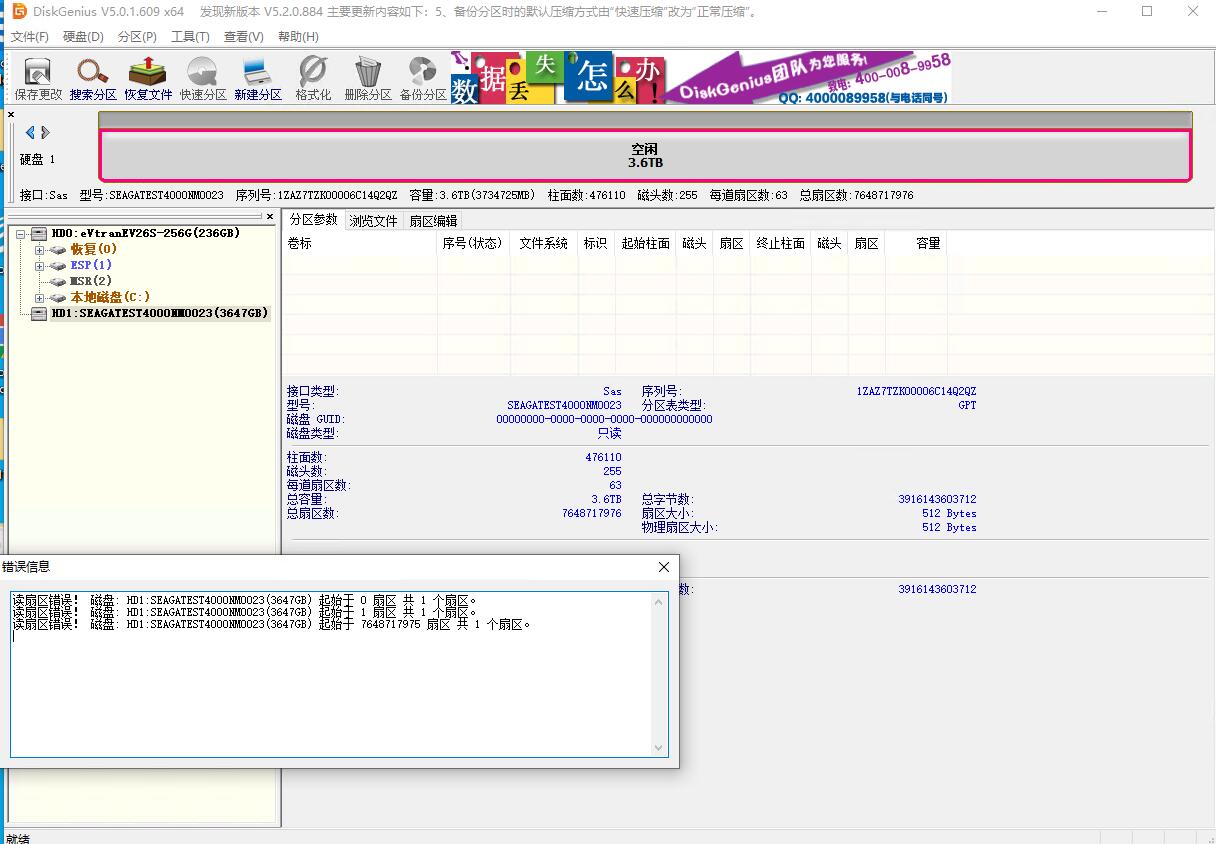 DiskGenius V5.0.1.609 x64 发现新版本 V5.2.0.884 主要更新内容如下：5、备份分区时的默认压缩方式由“快速压缩”改为“正常压缩”。
文件(F) 硬盘(D) 分区(P) 工具(T) 查看(V) 帮助(H)
保存更改 搜索分区 恢复文件 快速分区 新建分区 格式化 删除分区 备份分区
数据丢失怎么办！
DiskGenius团队为您服务！
致电：400-008-9958
QQ: 4000089958(与电话同号)
硬盘 1
空闲
3.6TB
接口:Sas 型号:SEAGATEST4000NM0023 序列号:1ZAZ7TZK00006C14Q2QZ 容量:3.6TB(3734725MB) 柱面数:476110 磁头数:255 每道扇区数:63 总扇区数:7648717976
HD0:eVtranEV26S-256G(236GB)
恢复(0)
ESP(1)
MSR(2)
本地磁盘(C:)
HD1:SEAGATEST4000NM0023(3647GB)
分区参数 浏览文件 扇区编辑
卷标 序号(状态) 文件系统 标识 起始柱面 磁头 扇区 终止柱面 磁头 扇区 容量
接口类型: Sas 序列号: 1ZAZ7TZK00006C14Q2QZ
型号: SEAGATEST4000NM0023 分区表类型: GPT
磁盘 GUID: 00000000-0000-0000-0000-000000000000
磁盘类型: 只读
柱面数: 476110
磁头数: 255
每道扇区数: 63
总容量: 3.6TB 总字节数: 3916143603712
总扇区数: 7648717976 扇区大小: 512 Bytes
物理扇区大小: 512 Bytes
数: 3916143603712
错误信息
读扇区错误! 磁盘: HD1:SEAGATEST4000NM0023(3647GB) 起始于 0 扇区 共 1 个扇区。
读扇区错误! 磁盘: HD1:SEAGATEST4000NM0023(3647GB) 起始于 1 扇区 共 1 个扇区。
读扇区错误! 磁盘: HD1:SEAGATEST4000NM0023(3647GB) 起始于 7648717975 扇区 共 1 个扇区。
就绪